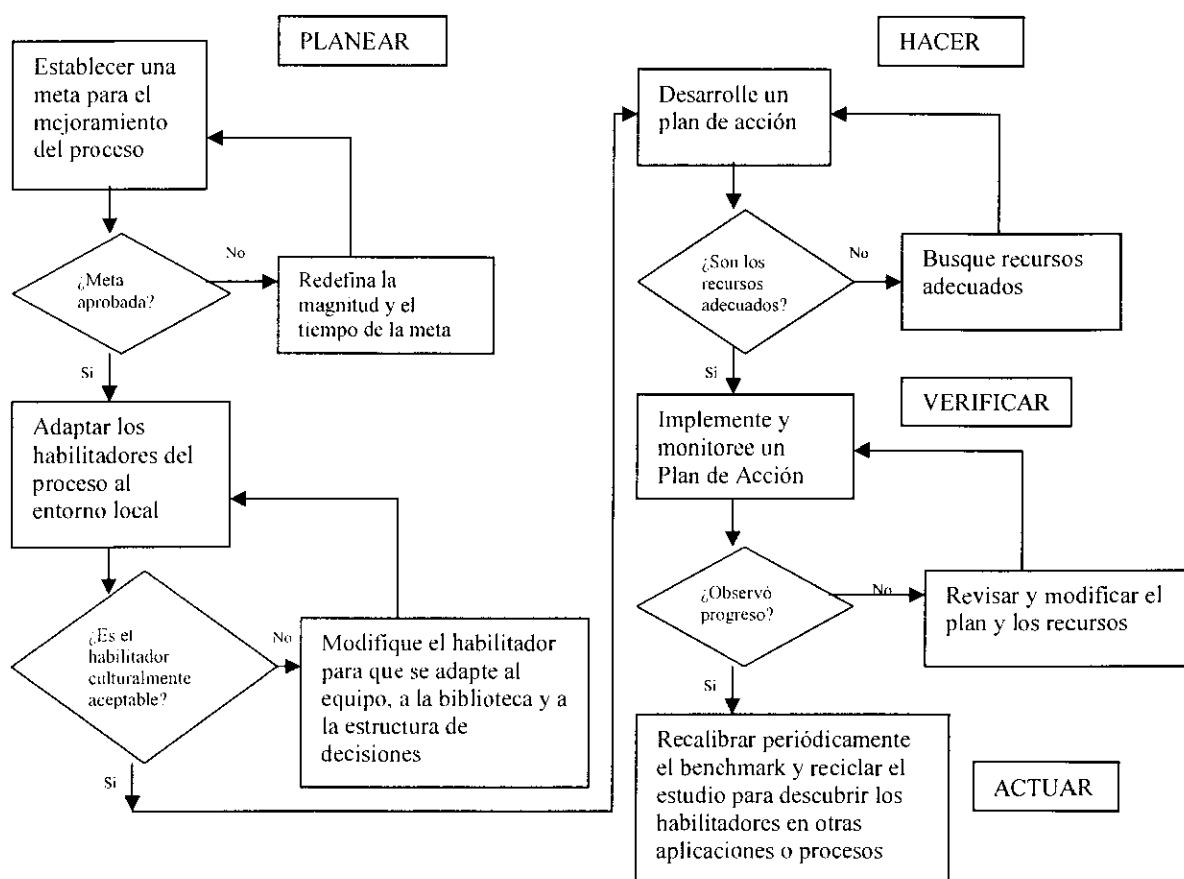 PLANEAR
Establecer una
meta para el
mejoramiento
del proceso
¿Meta
aprobada?
No
Redefina la
magnitud y el
tiempo de la meta
Si
Adaptar los
habilitadores del
proceso al
entorno local
¿Es el
habilitador
culturalmente
aceptable?
No
Modifique el habilitador
para que se adapte al
equipo, a la biblioteca y a
la estructura de
decisiones
Si
HACER
Desarrolle un
plan de acción
¿Son los
recursos
adecuados?
No
Busque recursos
adecuados
Si
VERIFICAR
Implemente y
monitoree un
Plan de Acción
¿Observó
progreso?
No
Revisar y modificar el
plan y los recursos
Si
Recalibrar periódicamente
el benchmark y reciclar el
estudio para descubrir los
habilitadores en otras
aplicaciones o procesos
ACTUAR